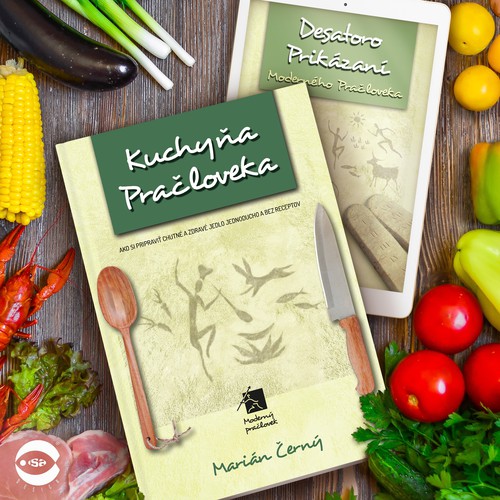 Desatoro
Prikázaní
Moderného Pračloveka
Kuchyňa
Pračloveka
AKO SI PRIPRAVIŤ CHUTNÉ A ZDRAVÉ JEDLO JEDNODUCHO A BEZ RECEPTOV
Moderný
pračlovek
Marián Černý